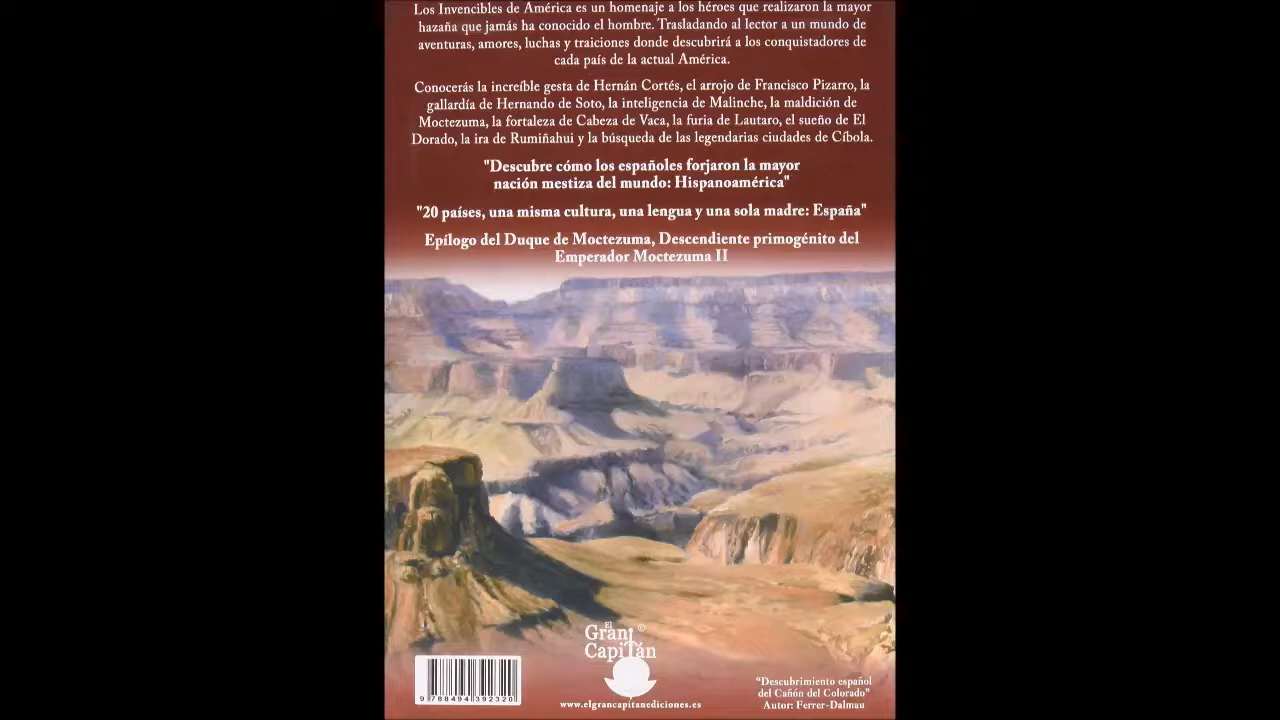 Los Invencibles de América es un homenaje a los héroes que realizaron la mayor
hazaña que jamás ha conocido el hombre. Trasladando al lector a un mundo de
aventuras, amores, luchas y traiciones donde descubrirá a los conquistadores de
cada país de la actual América.
Conocerás la increíble gesta de Hernán Cortés, el arrojo de Francisco Pizarro, la
gallardía de Hernando de Soto, la inteligencia de Malinche, la maldición de
Moctezuma, la fortaleza de Cabeza de Vaca, la furia de Lautaro, el sueño de El
Dorado, la ira de Rumiñahui y la búsqueda de las legendarias ciudades de Cíbola.
"Descubre cómo los españoles forjaron la mayor
nación mestiza del mundo: Hispanoamérica"
"20 países, una misma cultura, una lengua y una sola madre: España"
Epílogo del Duque de Moctezuma, Descendiente primogénito del
Emperador Moctezuma II
El
Gran ©
Capitán
www.elgrancapitanediciones.es
9 788494 392320
"Descubrimiento español
del Cañón del Colorado"
Autor: Ferrer-Dalmau